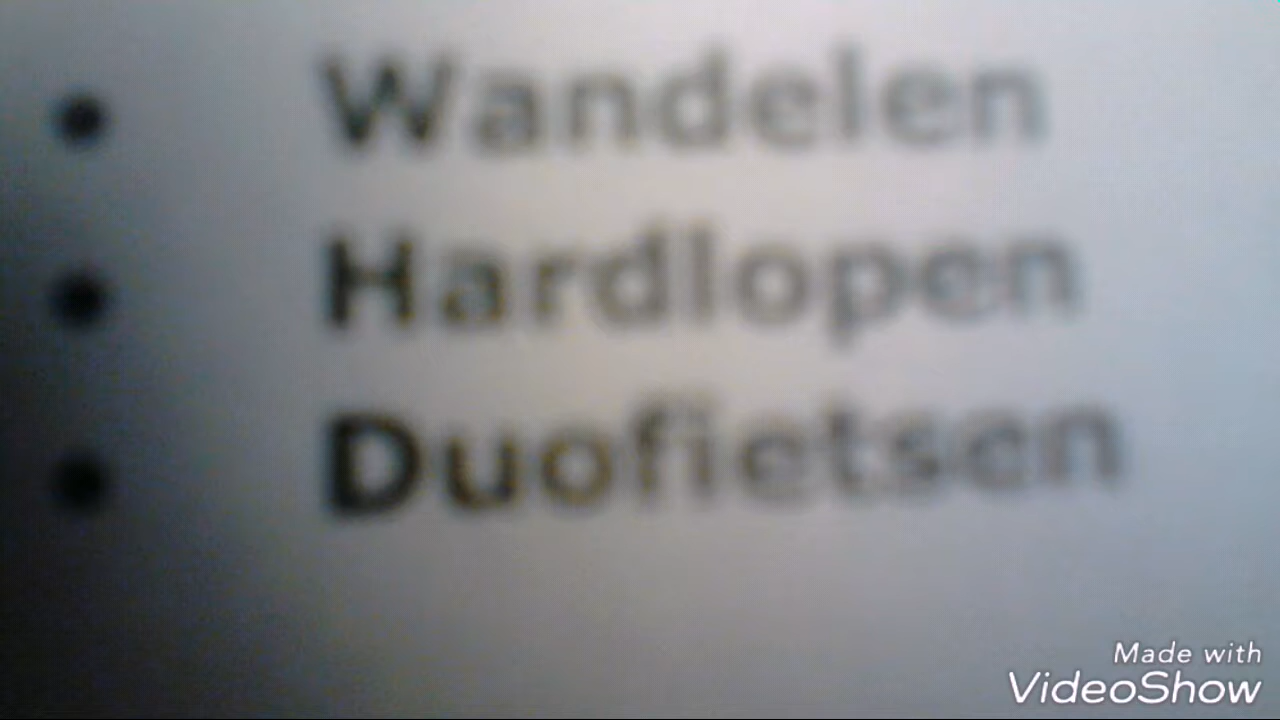 • Wandelen
• Hardlopen
• Duofietsen
Made with
VideoShow